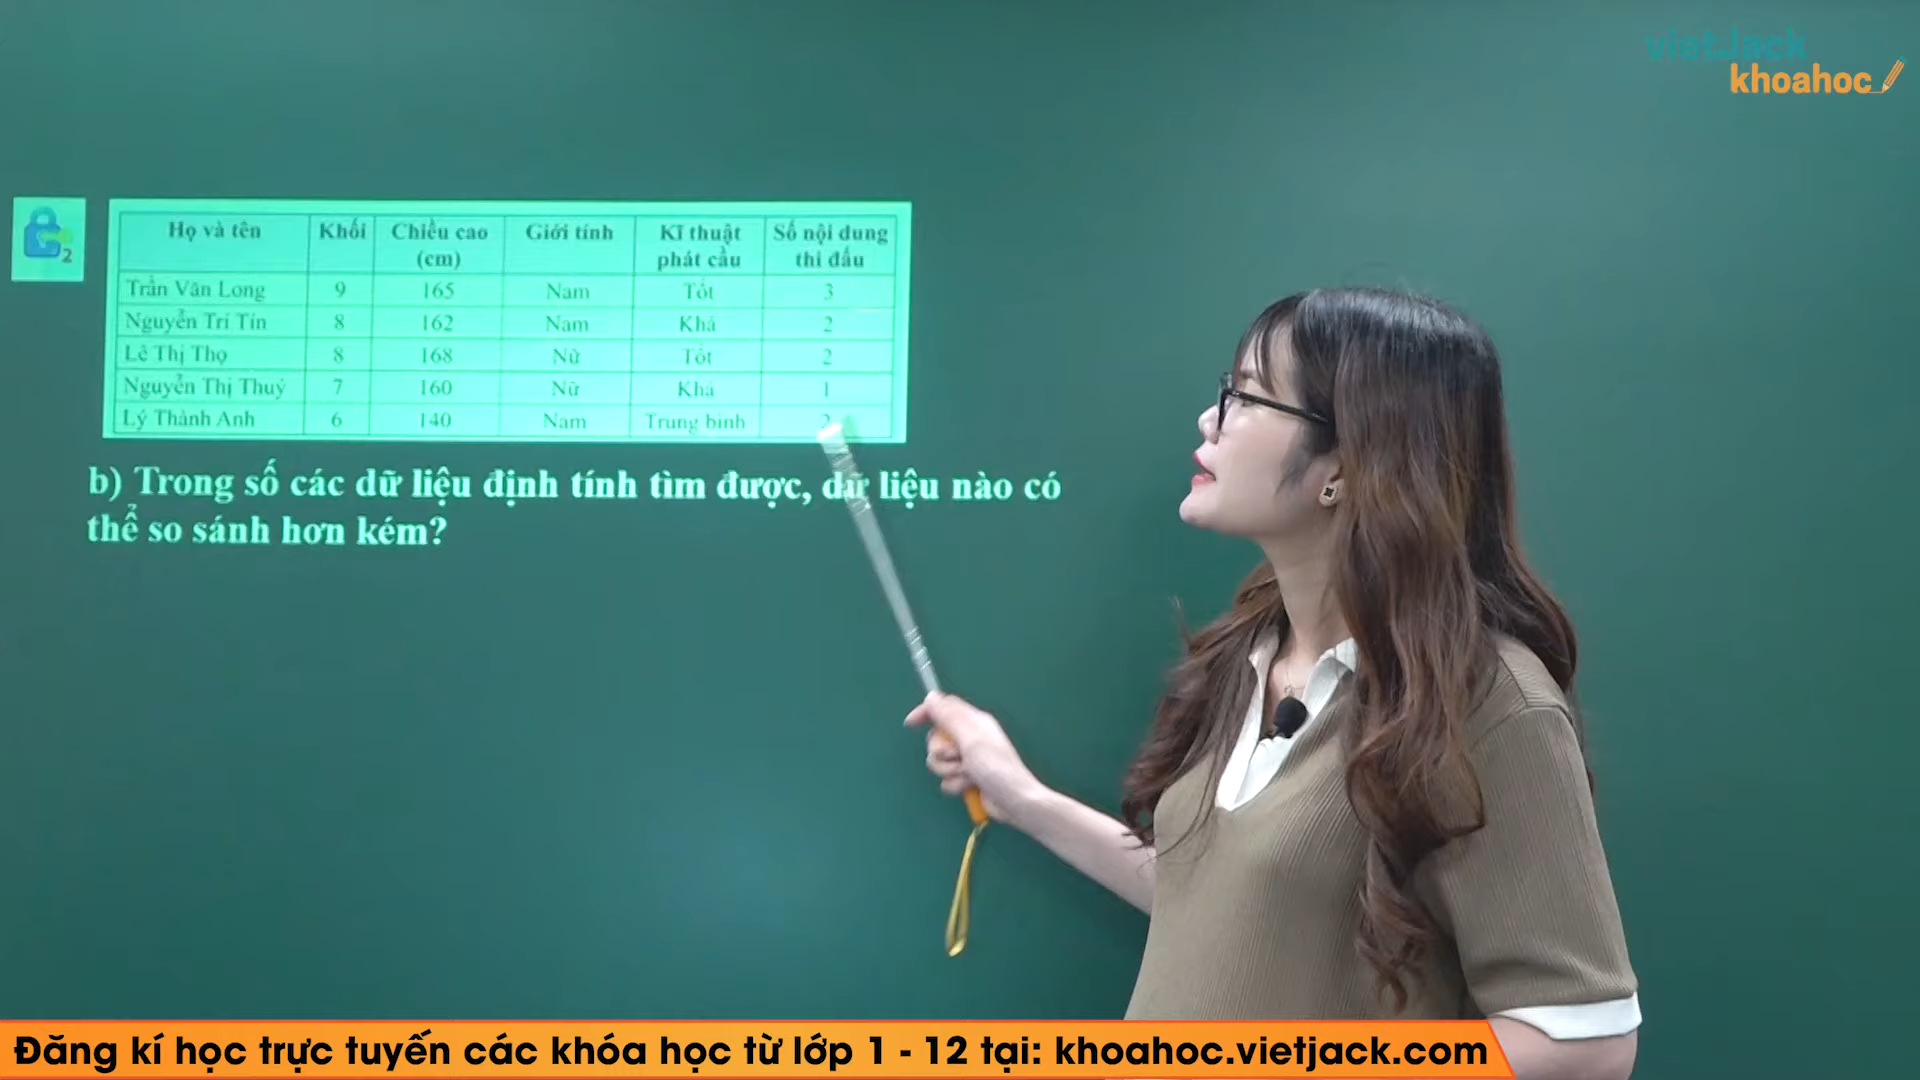 vietJack
khoahoc
2
Họ và tên Khối Chiều cao (cm) Giới tính Kĩ thuật phát cầu Số nội dung thi đấu
Trần Văn Long 9 165 Nam Tốt 3
Nguyễn Trí Tín 8 162 Nam Khá 2
Lê Thị Thọ 8 168 Nữ Tốt 2
Nguyễn Thị Thuý 7 160 Nữ Khá 1
Lý Thành Anh 6 140 Nam Trung bình 2
b) Trong số các dữ liệu định tính tìm được, dữ liệu nào có
thể so sánh hơn kém?
Đăng kí học trực tuyến các khóa học từ lớp 1 - 12 tại: khoahoc.vietjack.com